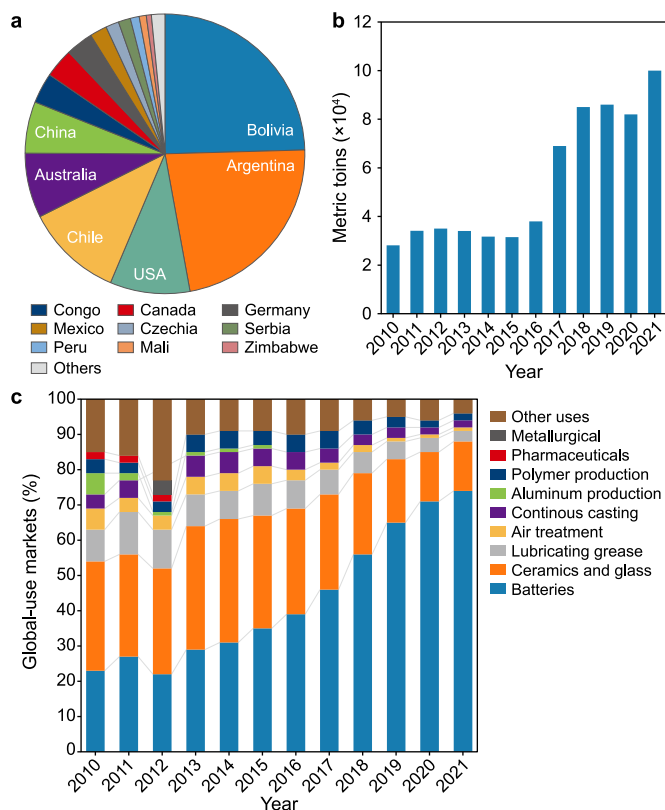 a
Bolivia
Argentina
China
Australia
Chile
USA
Congo Canada Germany
Mexico Czechia Serbia
Peru Mali Zimbabwe
Others
b
Metric toins (×10⁴)
12
10
8
6
4
2
0
2010 2011 2012 2013 2014 2015 2016 2017 2018 2019 2020 2021
Year
c
Global-use markets (%)
100
90
80
70
60
50
40
30
20
10
0
2010 2011 2012 2013 2014 2015 2016 2017 2018 2019 2020 2021
Year
Other uses
Metallurgical
Pharmaceuticals
Polymer production
Aluminum production
Continous casting
Air treatment
Lubricating grease
Ceramics and glass
Batteries